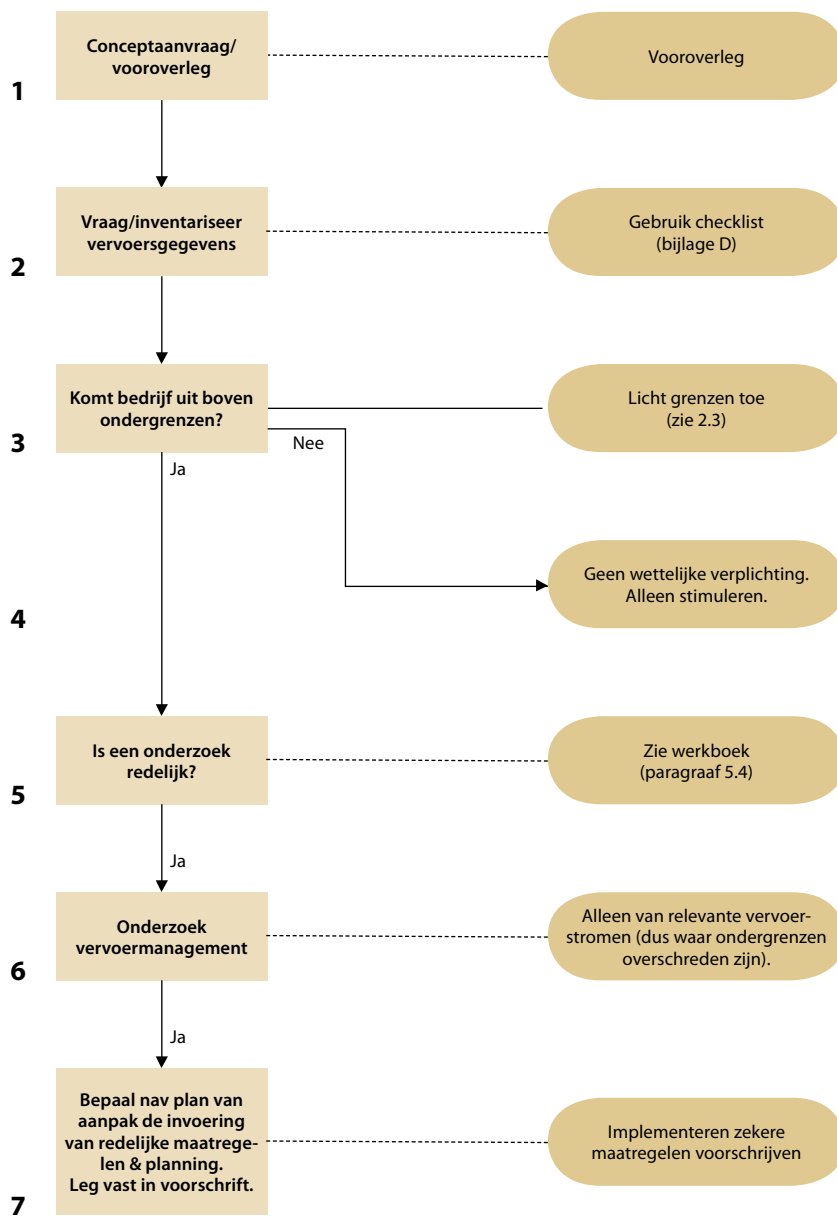 Conceptaanvraag/
vooroverleg
Vooroverleg
1
Vraag/inventariseer
vervoersgegevens
Gebruik checklist
(bijlage D)
2
Komt bedrijf uit boven
ondergrenzen?
Licht grenzen toe
(zie 2.3)
3
Nee
Ja
Geen wettelijke verplichting.
Alleen stimuleren.
4
Is een onderzoek
redelijk?
Zie werkboek
(paragraaf 5.4)
5
Ja
Onderzoek
vervoermanagement
Alleen van relevante vervoer-
stromen (dus waar ondergrenzen
overschreden zijn).
6
Ja
Bepaal nav plan van
aanpak de invoering
van redelijke maatrege-
len & planning.
Leg vast in voorschrift.
Implementeren zekere
maatregelen voorschrijven
7